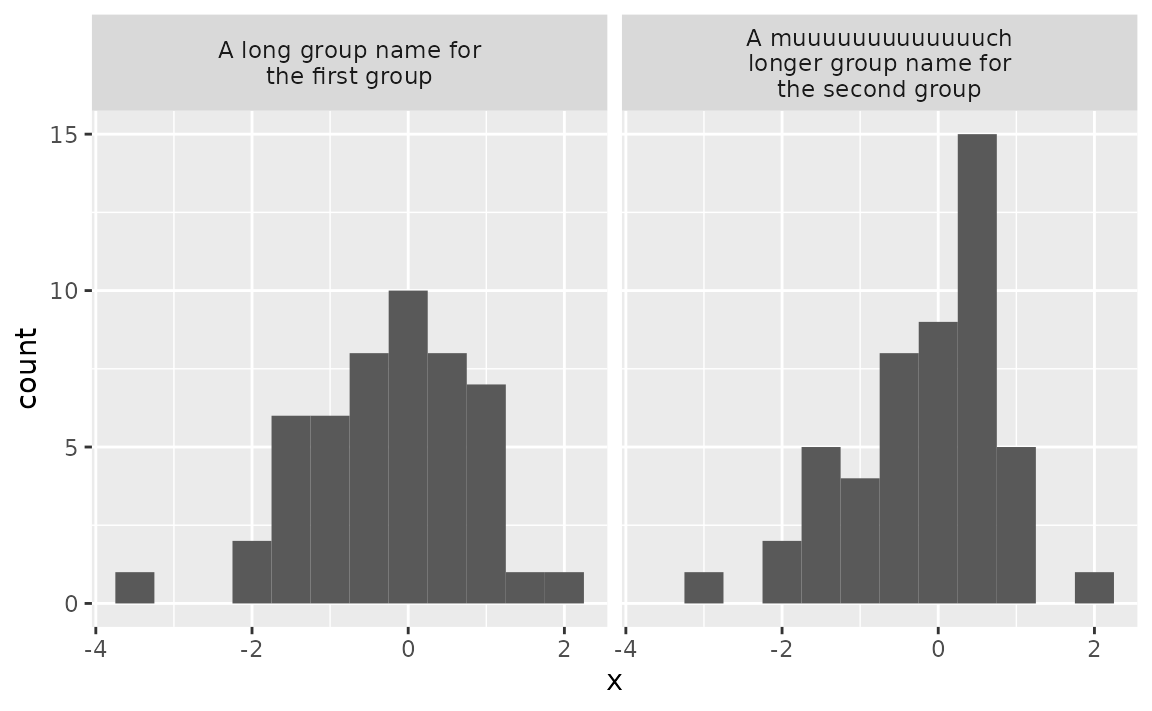 A long group name for
the first group
A muuuuuuuuuuuuuch
longer group name for
the second group
15
10
5
0
count
-4
-2
0
2
-4
-2
0
2
x